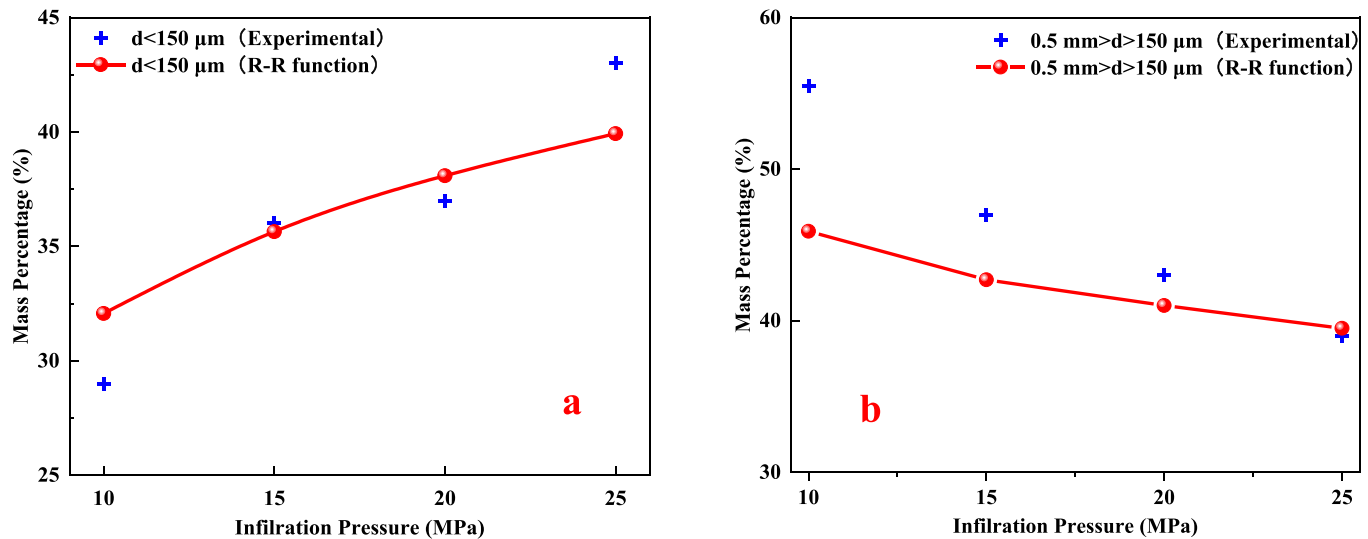 45
40
35
30
25
Mass Percentage (%)
d<150 μm（Experimental）
d<150 μm（R-R function）
a
10 15 20 25
Infilration Pressure (MPa)
60
50
40
30
Mass Percentage (%)
0.5 mm>d>150 μm（Experimental）
0.5 mm>d>150 μm（R-R function）
b
10 15 20 25
Infilration Pressure (MPa)